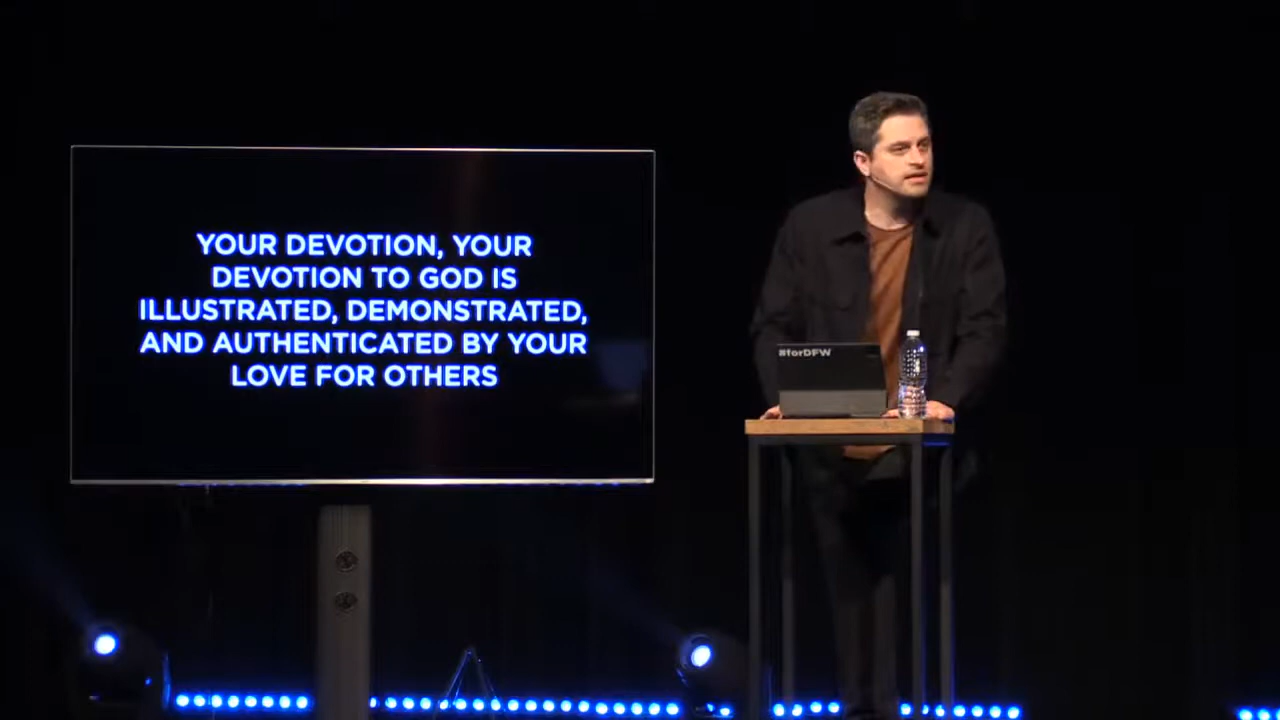 YOUR DEVOTION, YOUR
DEVOTION TO GOD IS
ILLUSTRATED, DEMONSTRATED,
AND AUTHENTICATED BY YOUR
LOVE FOR OTHERS
#forDFW